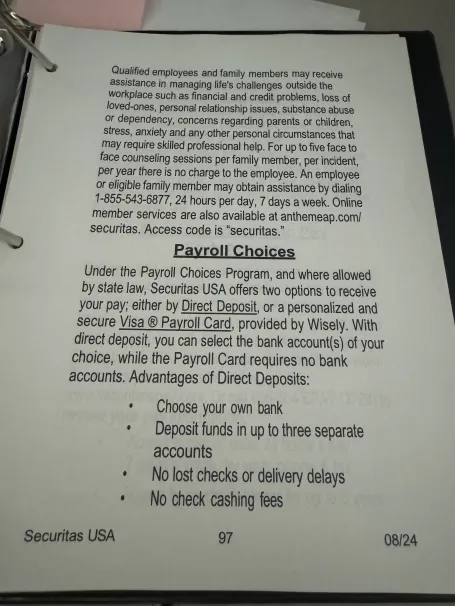 Qualified employees and family members may receive
assistance in managing life's challenges outside the
workplace such as financial and credit problems, loss of
loved-ones, personal relationship issues, substance abuse
or dependency, concerns regarding parents or children,
stress, anxiety and any other personal circumstances that
may require skilled professional help. For up to five face to
face counseling sessions per family member, per incident,
per year there is no charge to the employee. An employee
or eligible family member may obtain assistance by dialing
1-855-543-6877, 24 hours per day, 7 days a week. Online
member services are also available at anthemeap.com/
securitas. Access code is “securitas.”
Payroll Choices
Under the Payroll Choices Program, and where allowed
by state law, Securitas USA offers two options to receive
your pay; either by Direct Deposit, or a personalized and
secure Visa ® Payroll Card, provided by Wisely. With
direct deposit, you can select the bank account(s) of your
choice, while the Payroll Card requires no bank
accounts. Advantages of Direct Deposits:
• Choose your own bank
• Deposit funds in up to three separate
accounts
• No lost checks or delivery delays
• No check cashing fees
Securitas USA 97 08/24